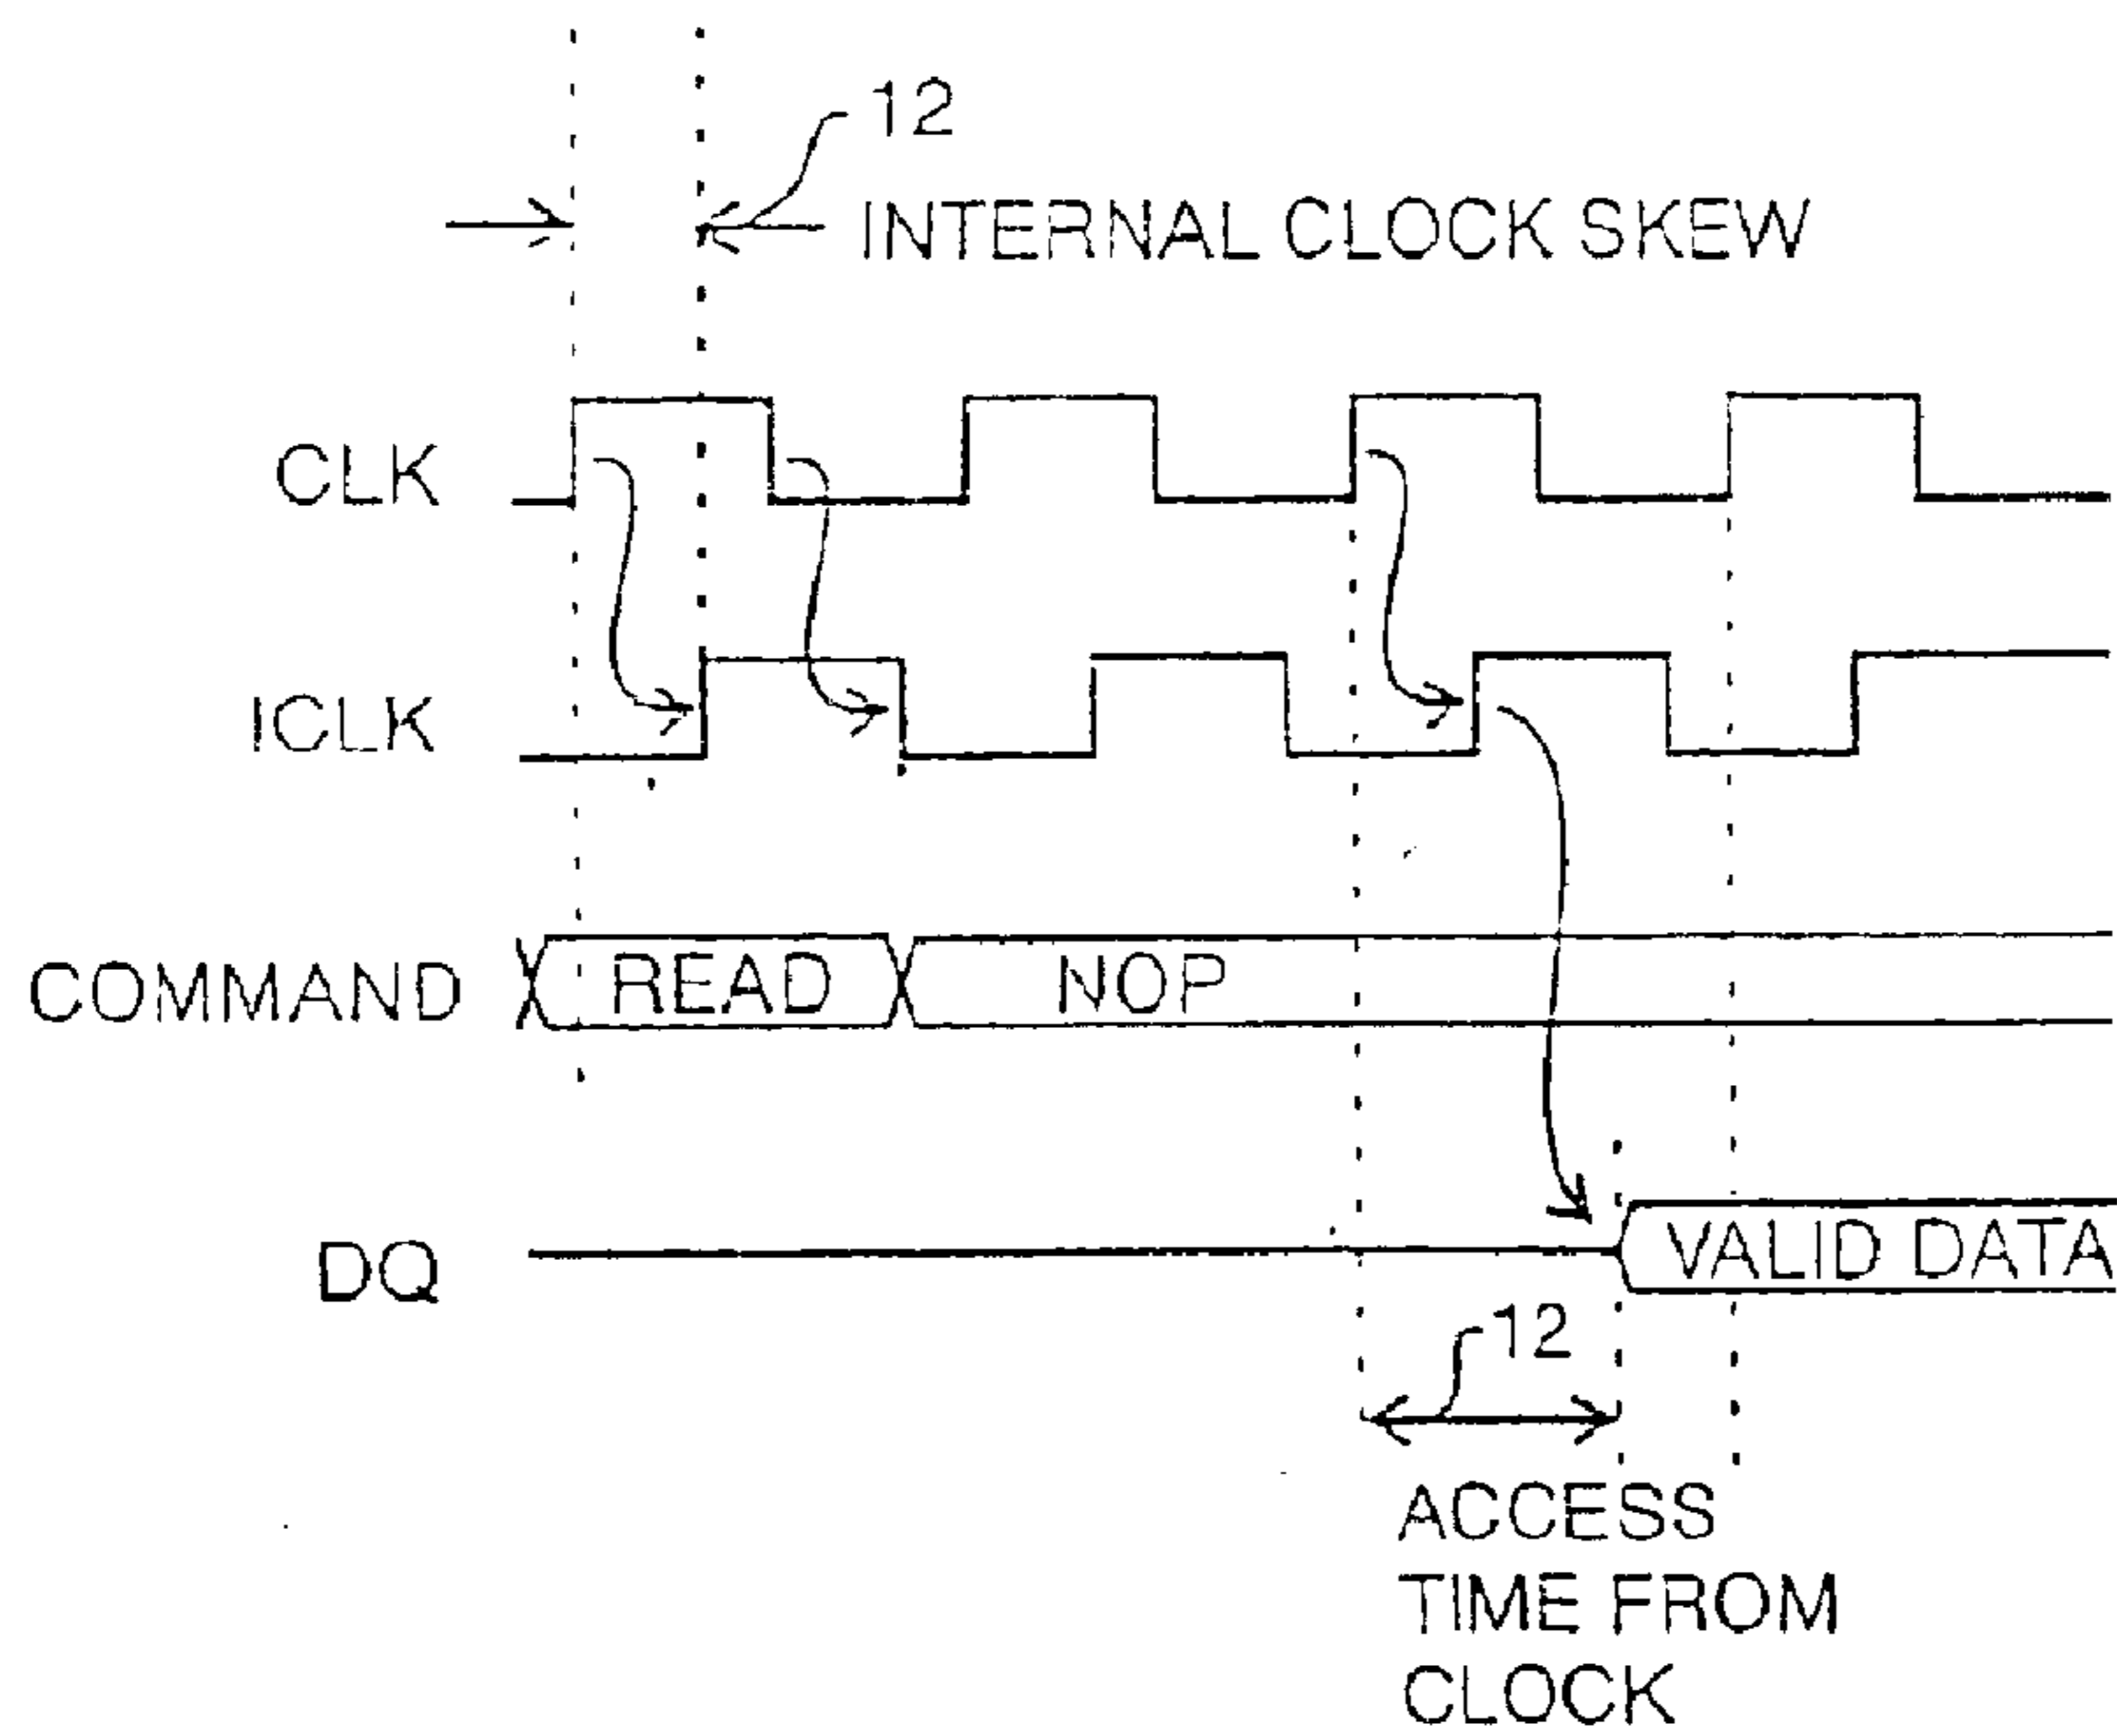 12
INTERNAL CLOCK SKEW
CLK
ICLK
COMMAND READ NOP
DQ VALID DATA
12
ACCESS
TIME FROM
CLOCK